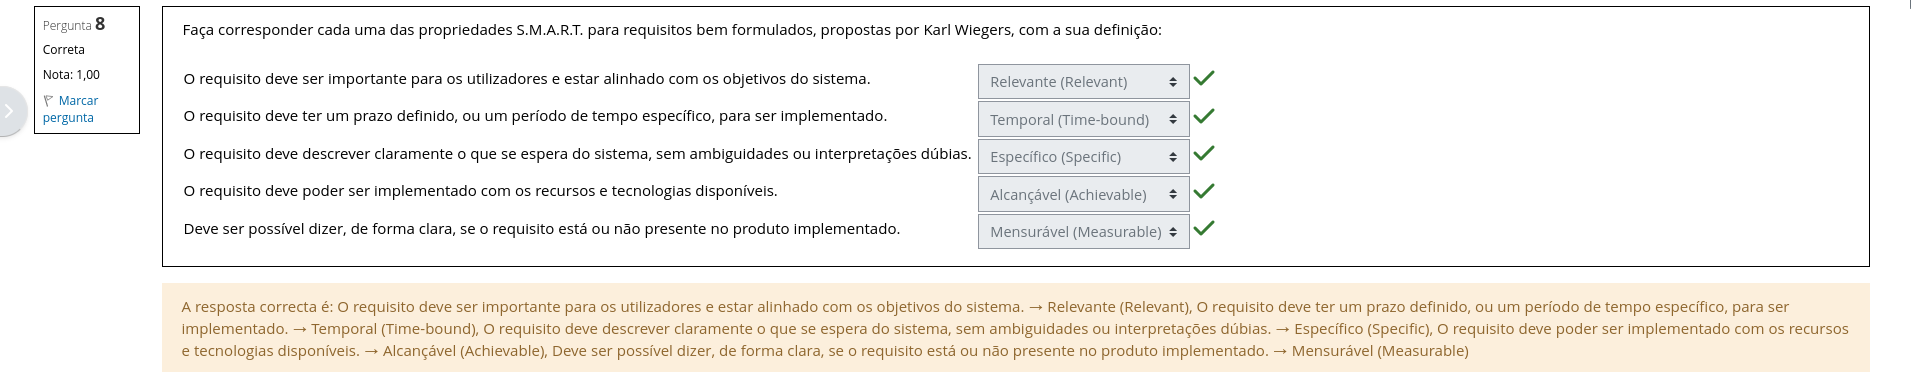 Pergunta 8
Correta
Nota: 1,00
Marcar
pergunta
Faça corresponder cada uma das propriedades S.M.A.R.T. para requisitos bem formulados, propostas por Karl Wiegers, com a sua definição:
O requisito deve ser importante para os utilizadores e estar alinhado com os objetivos do sistema. Relevante (Relevant)
O requisito deve ter um prazo definido, ou um período de tempo específico, para ser implementado. Temporal (Time-bound)
O requisito deve descrever claramente o que se espera do sistema, sem ambiguidades ou interpretações dúbias. Específico (Specific)
O requisito deve poder ser implementado com os recursos e tecnologias disponíveis. Alcançável (Achievable)
Deve ser possível dizer, de forma clara, se o requisito está ou não presente no produto implementado. Mensurável (Measurable)
A resposta correcta é: O requisito deve ser importante para os utilizadores e estar alinhado com os objetivos do sistema. → Relevante (Relevant), O requisito deve ter um prazo definido, ou um período de tempo específico, para ser
implementado. → Temporal (Time-bound), O requisito deve descrever claramente o que se espera do sistema, sem ambiguidades ou interpretações dúbias. → Específico (Specific), O requisito deve poder ser implementado com os recursos
e tecnologias disponíveis. → Alcançável (Achievable), Deve ser possível dizer, de forma clara, se o requisito está ou não presente no produto implementado. → Mensurável (Measurable)